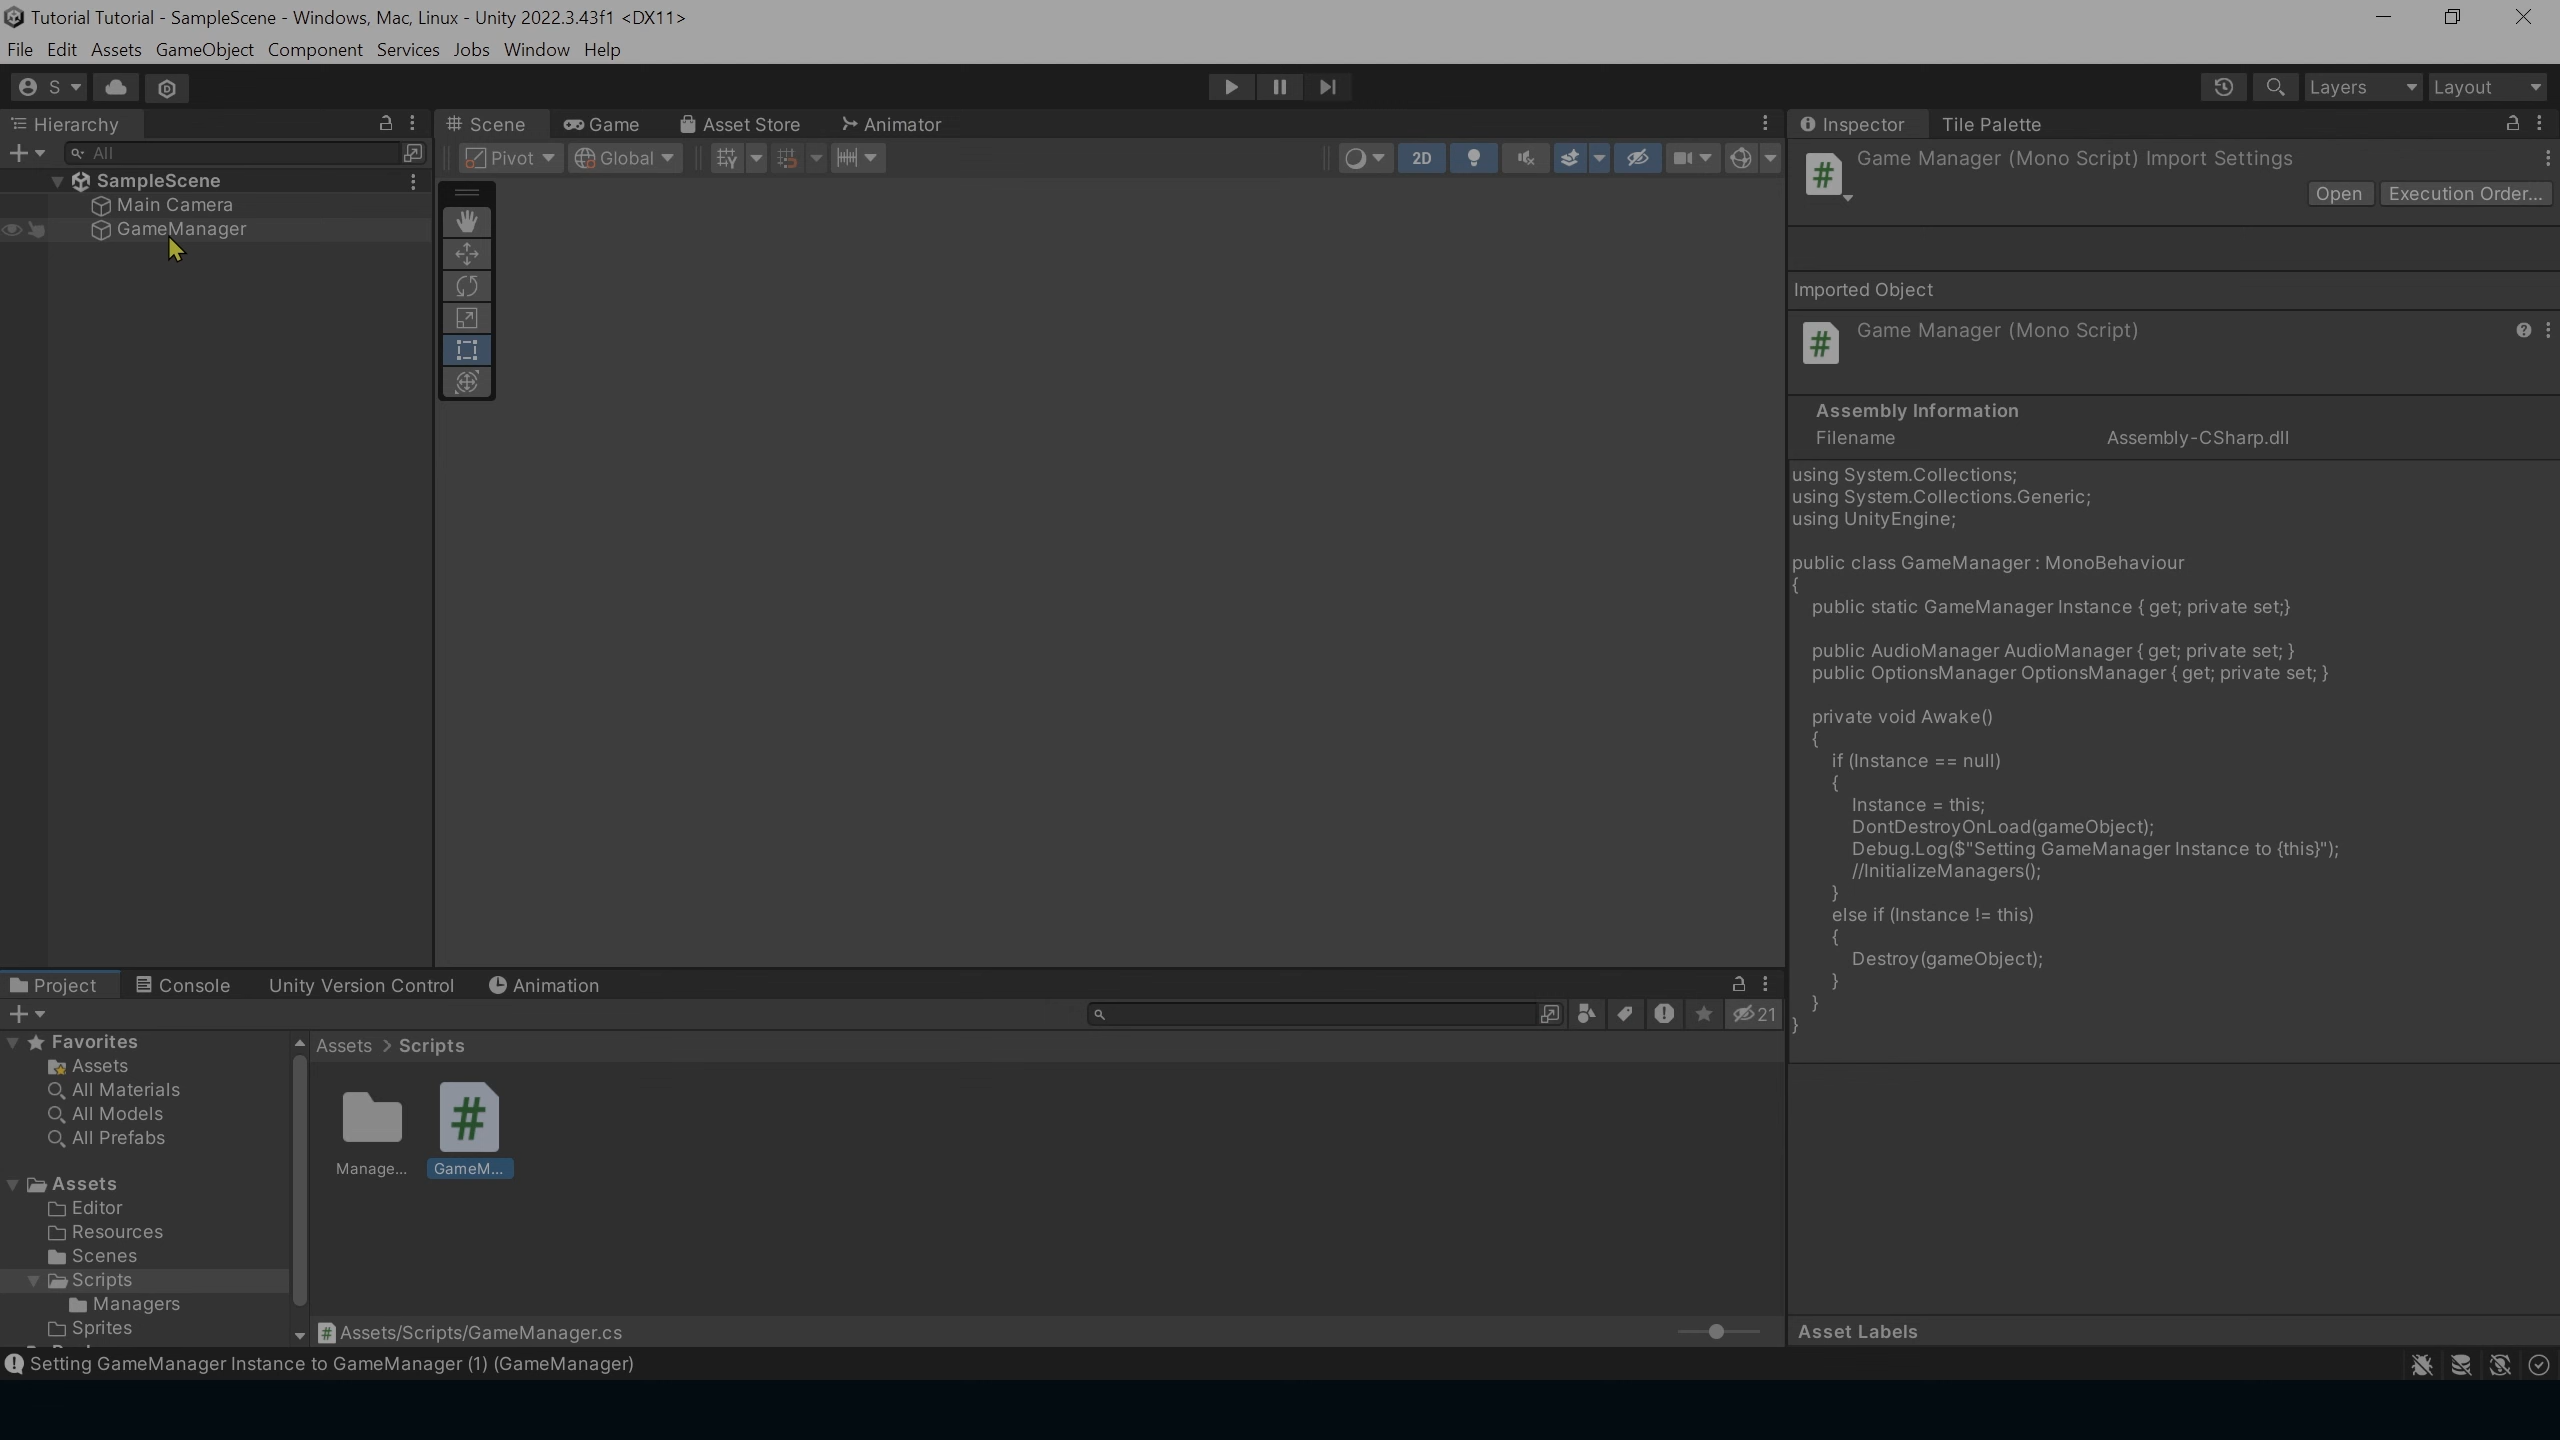 Tutorial Tutorial - SampleScene - Windows, Mac, Linux - Unity 2022.3.43f1 <DX11>
File Edit Assets GameObject Component Services Jobs Window Help
S Layers Layout
Hierarchy
All
SampleScene
Main Camera
GameManager
Scene Game Asset Store Animator
Pivot Global 2D
Inspector Tile Palette
Game Manager (Mono Script) Import Settings
Open Execution Order...
Imported Object
Game Manager (Mono Script)
Assembly Information
Filename Assembly-CSharp.dll
using System.Collections;
using System.Collections.Generic;
using UnityEngine;
public class GameManager : MonoBehaviour
{
public static GameManager Instance { get; private set;}
public AudioManager AudioManager { get; private set; }
public OptionsManager OptionsManager { get; private set; }
private void Awake()
{
if (Instance == null)
{
Instance = this;
DontDestroyOnLoad(gameObject);
Debug.Log($"Setting GameManager Instance to {this}");
//InitializeManagers();
}
else if (Instance != this)
{
Destroy(gameObject);
}
}
}
Asset Labels
Project Console Unity Version Control Animation
21
Favorites
Assets
All Materials
All Models
All Prefabs
Assets
Editor
Resources
Scenes
Scripts
Managers
Sprites
Assets > Scripts
Manage... GameM...
Assets/Scripts/GameManager.cs
Setting GameManager Instance to GameManager (1) (GameManager)